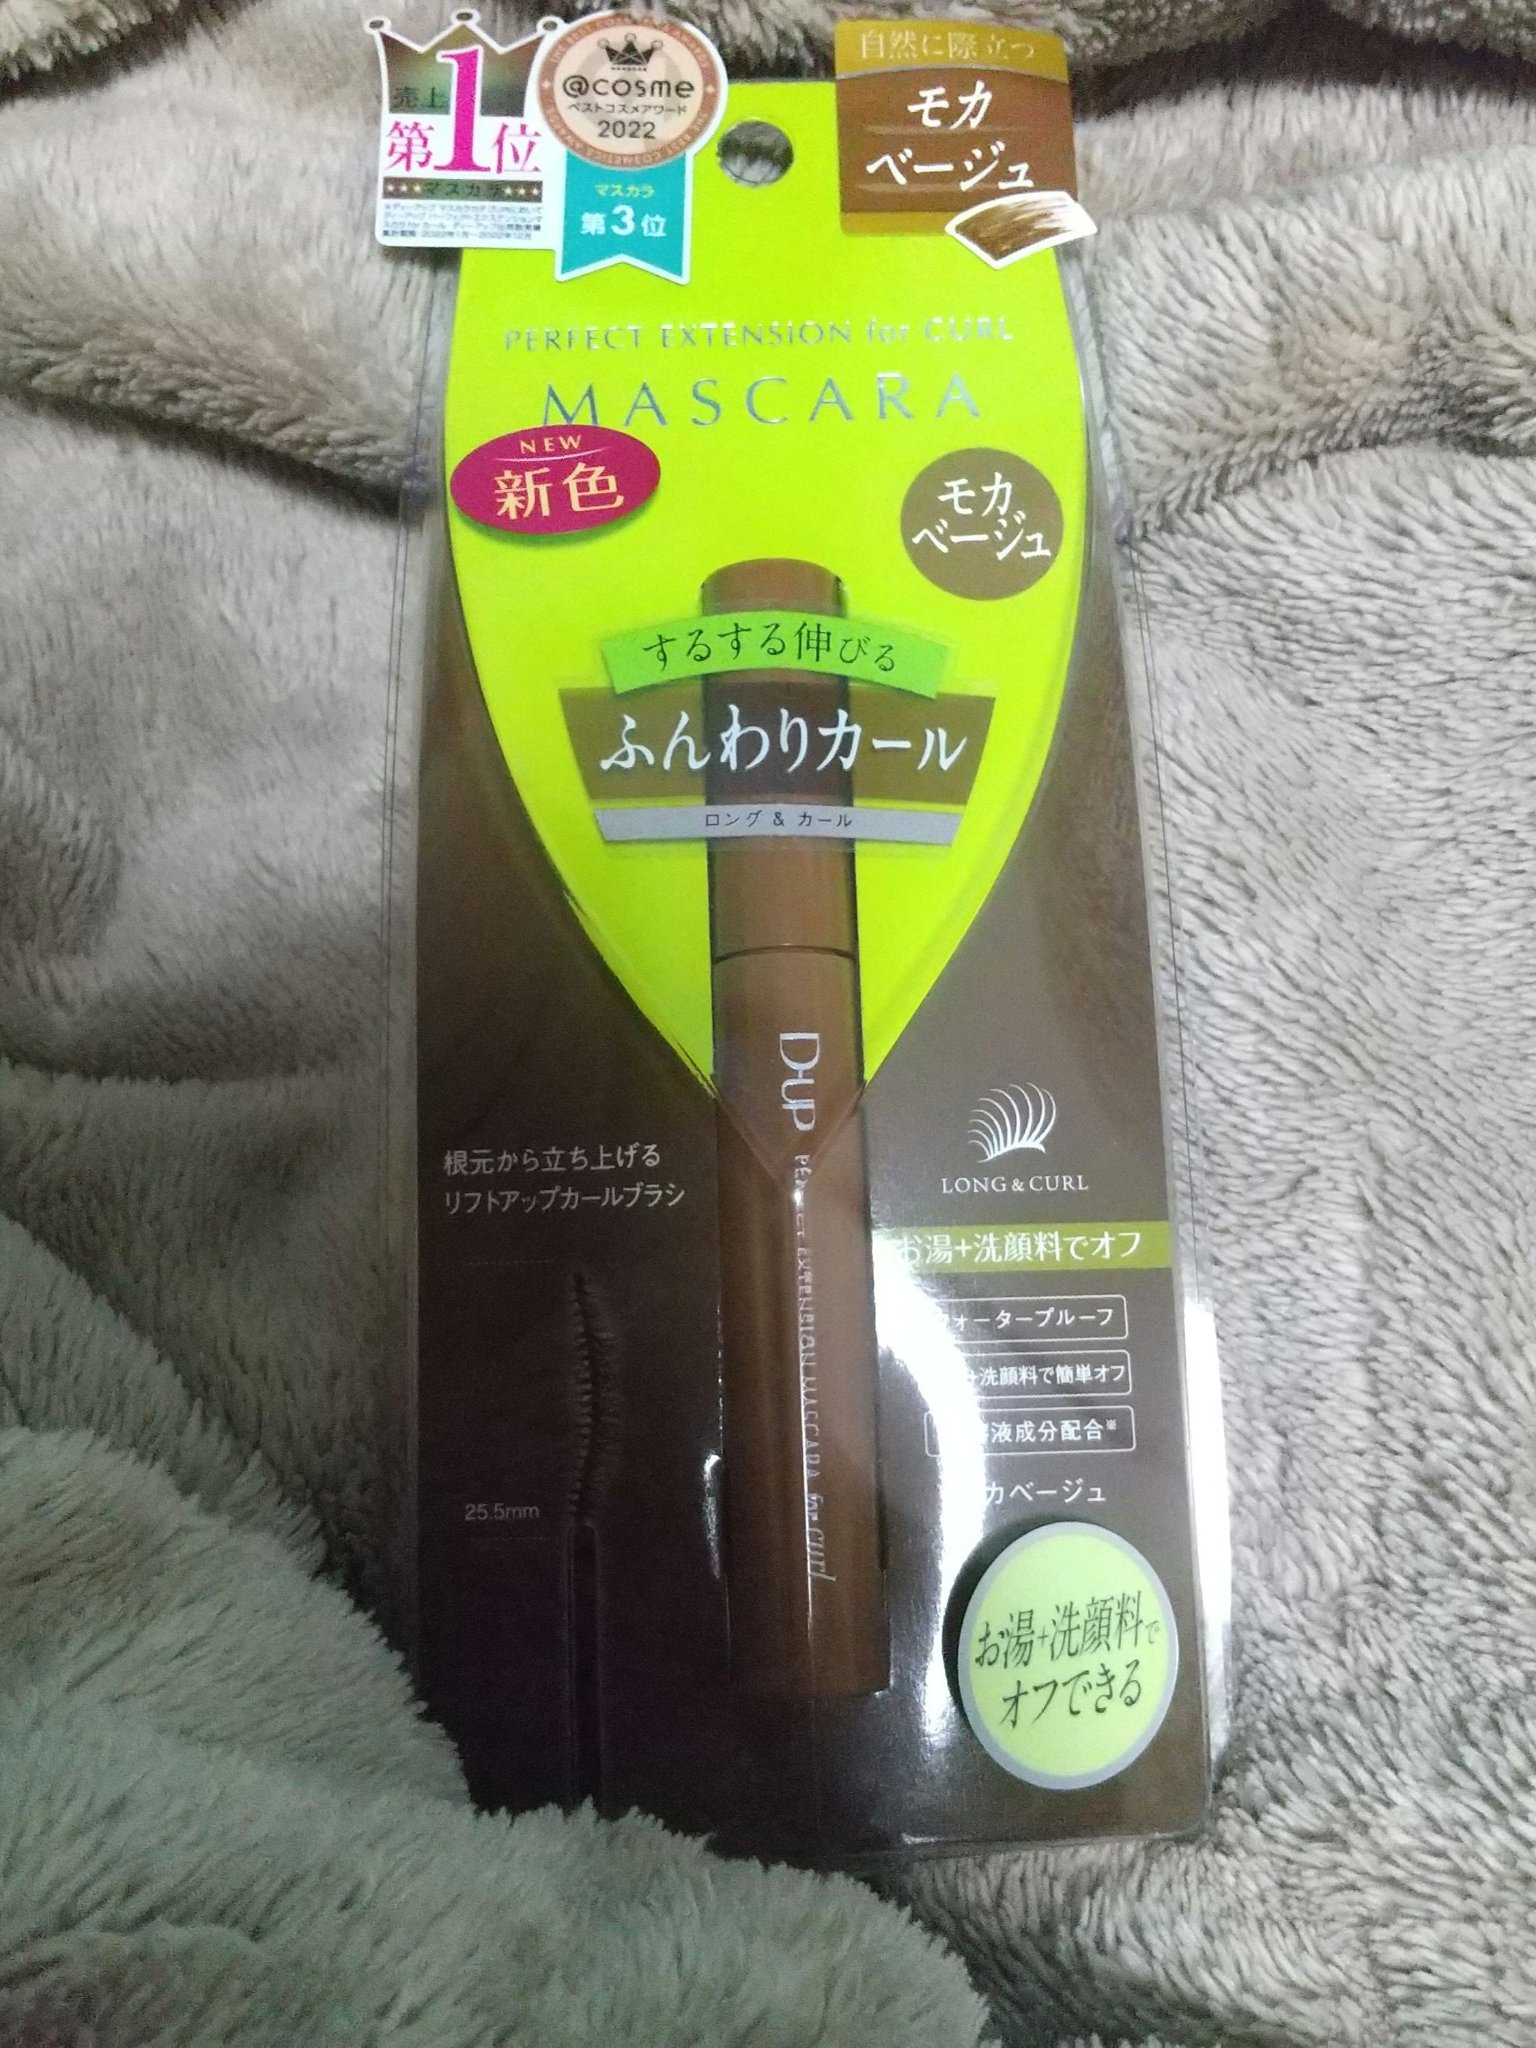 売上
第1位
マスカラ
@cosme
ベストコスメアワード
2022
マスカラ
第3位
自然に際立つ
モカ
ベージュ
PERFECT EXTENSION for CURL
MASCARA
NEW
新色
モカ
ベージュ
するする伸びる
ふんわりカール
ロング & カール
D-UP PERFECT EXTENSION MASCARA for curl
根元から立ち上げる
リフトアップカールブラシ
25.5mm
LONG & CURL
お湯+洗顔料でオフ
ォータープルーフ
+洗顔料で簡単オフ
液成分配合※
カベージュ
お湯+洗顔料で
オフできる